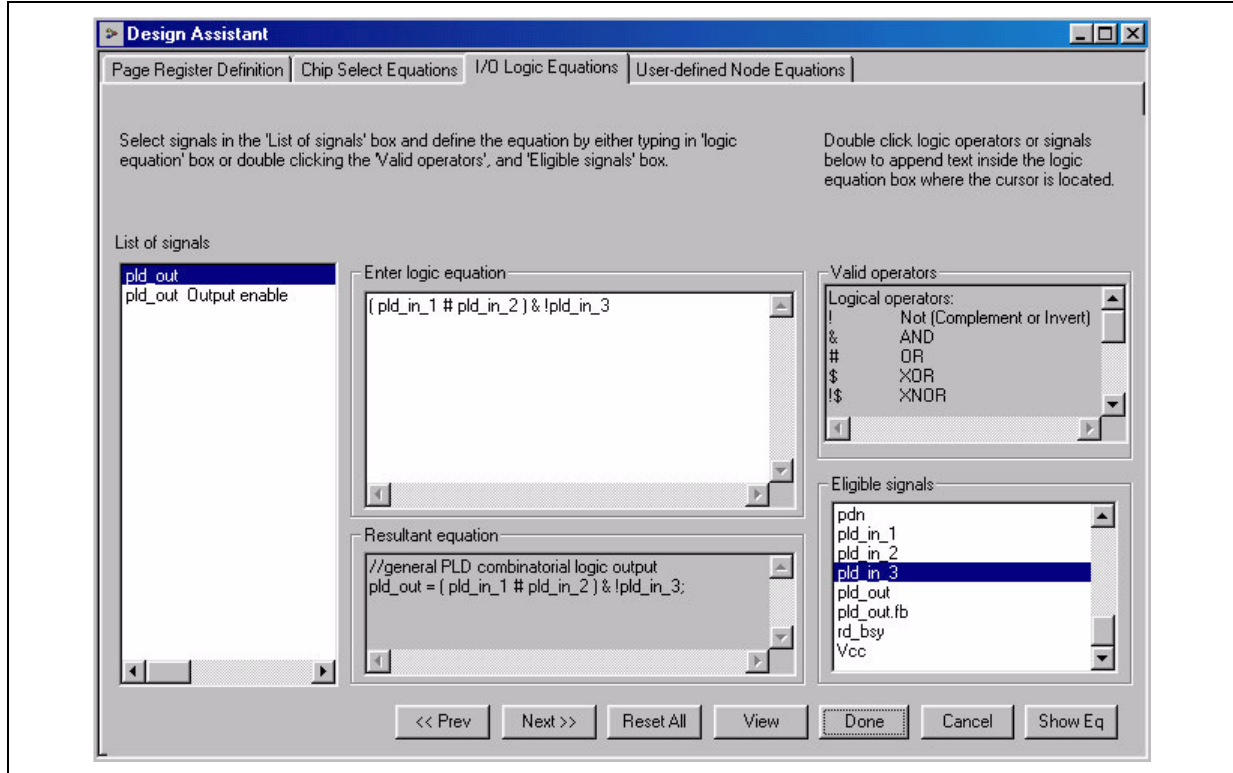 Design Assistant
Page Register Definition
Chip Select Equations
I/O Logic Equations
User-defined Node Equations
Select signals in the 'List of signals' box and define the equation by either typing in 'logic
equation' box or double clicking the 'Valid operators', and 'Eligible signals' box.
Double click logic operators or signals
below to append text inside the logic
equation box where the cursor is located.
List of signals
pld_out
pld_out Output enable
Enter logic equation
( pld_in_1 # pld_in_2 ) & !pld_in_3
Resultant equation
//general PLD combinatorial logic output
pld_out = ( pld_in_1 # pld_in_2 ) & !pld_in_3;
Valid operators
Logical operators:
! Not (Complement or Invert)
& AND
# OR
$ XOR
!$ XNOR
Eligible signals
pdn
pld_in_1
pld_in_2
pld_in_3
pld_out
pld_out.fb
rd_bsy
Vcc
<< Prev
Next >>
Reset All
View
Done
Cancel
Show Eq